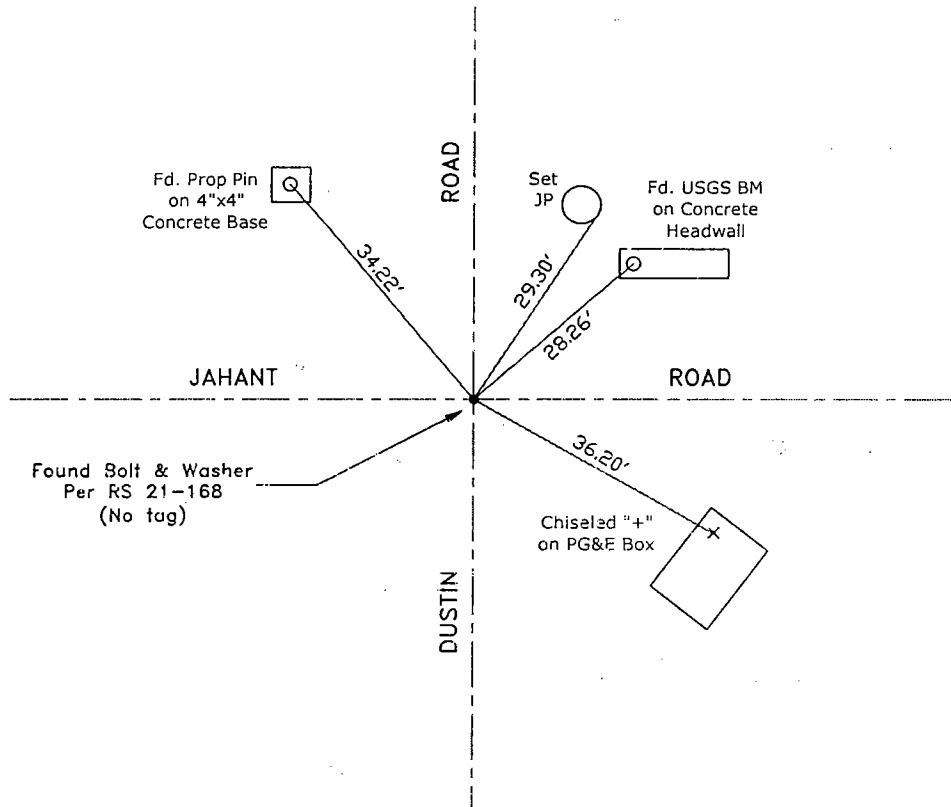 ROAD
Fd. Prop Pin
on 4"x4"
Concrete Base
Set
JP
Fd. USGS BM
on Concrete
Headwall
34.22'
29.30'
28.26'
JAHANT
ROAD
36.20'
Found Bolt & Washer
Per RS 21-168
(No tag)
Chiseled "+"
on PG&E Box
DUSTIN